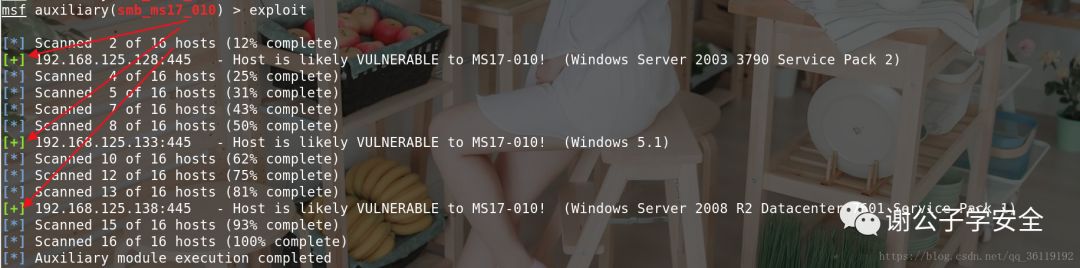 msf auxiliary(smb_ms17_010) > exploit
[*] Scanned 2 of 16 hosts (12% complete)
[+] 192.168.125.128:445 - Host is likely VULNERABLE to MS17-010! (Windows Server 2003 3790 Service Pack 2)
[*] Scanned 4 of 16 hosts (25% complete)
[*] Scanned 5 of 16 hosts (31% complete)
[*] Scanned 7 of 16 hosts (43% complete)
[*] Scanned 8 of 16 hosts (50% complete)
[+] 192.168.125.133:445 - Host is likely VULNERABLE to MS17-010! (Windows 5.1)
[*] Scanned 10 of 16 hosts (62% complete)
[*] Scanned 12 of 16 hosts (75% complete)
[*] Scanned 13 of 16 hosts (81% complete)
[+] 192.168.125.138:445 - Host is likely VULNERABLE to MS17-010! (Windows Server 2008 R2 Datacenter 7601 Service Pack 1)
[*] Scanned 15 of 16 hosts (93% complete)
[*] Scanned 16 of 16 hosts (100% complete)
[*] Auxiliary module execution completed
谢公子学安全
https://blog.csdn.net/qq_36119192